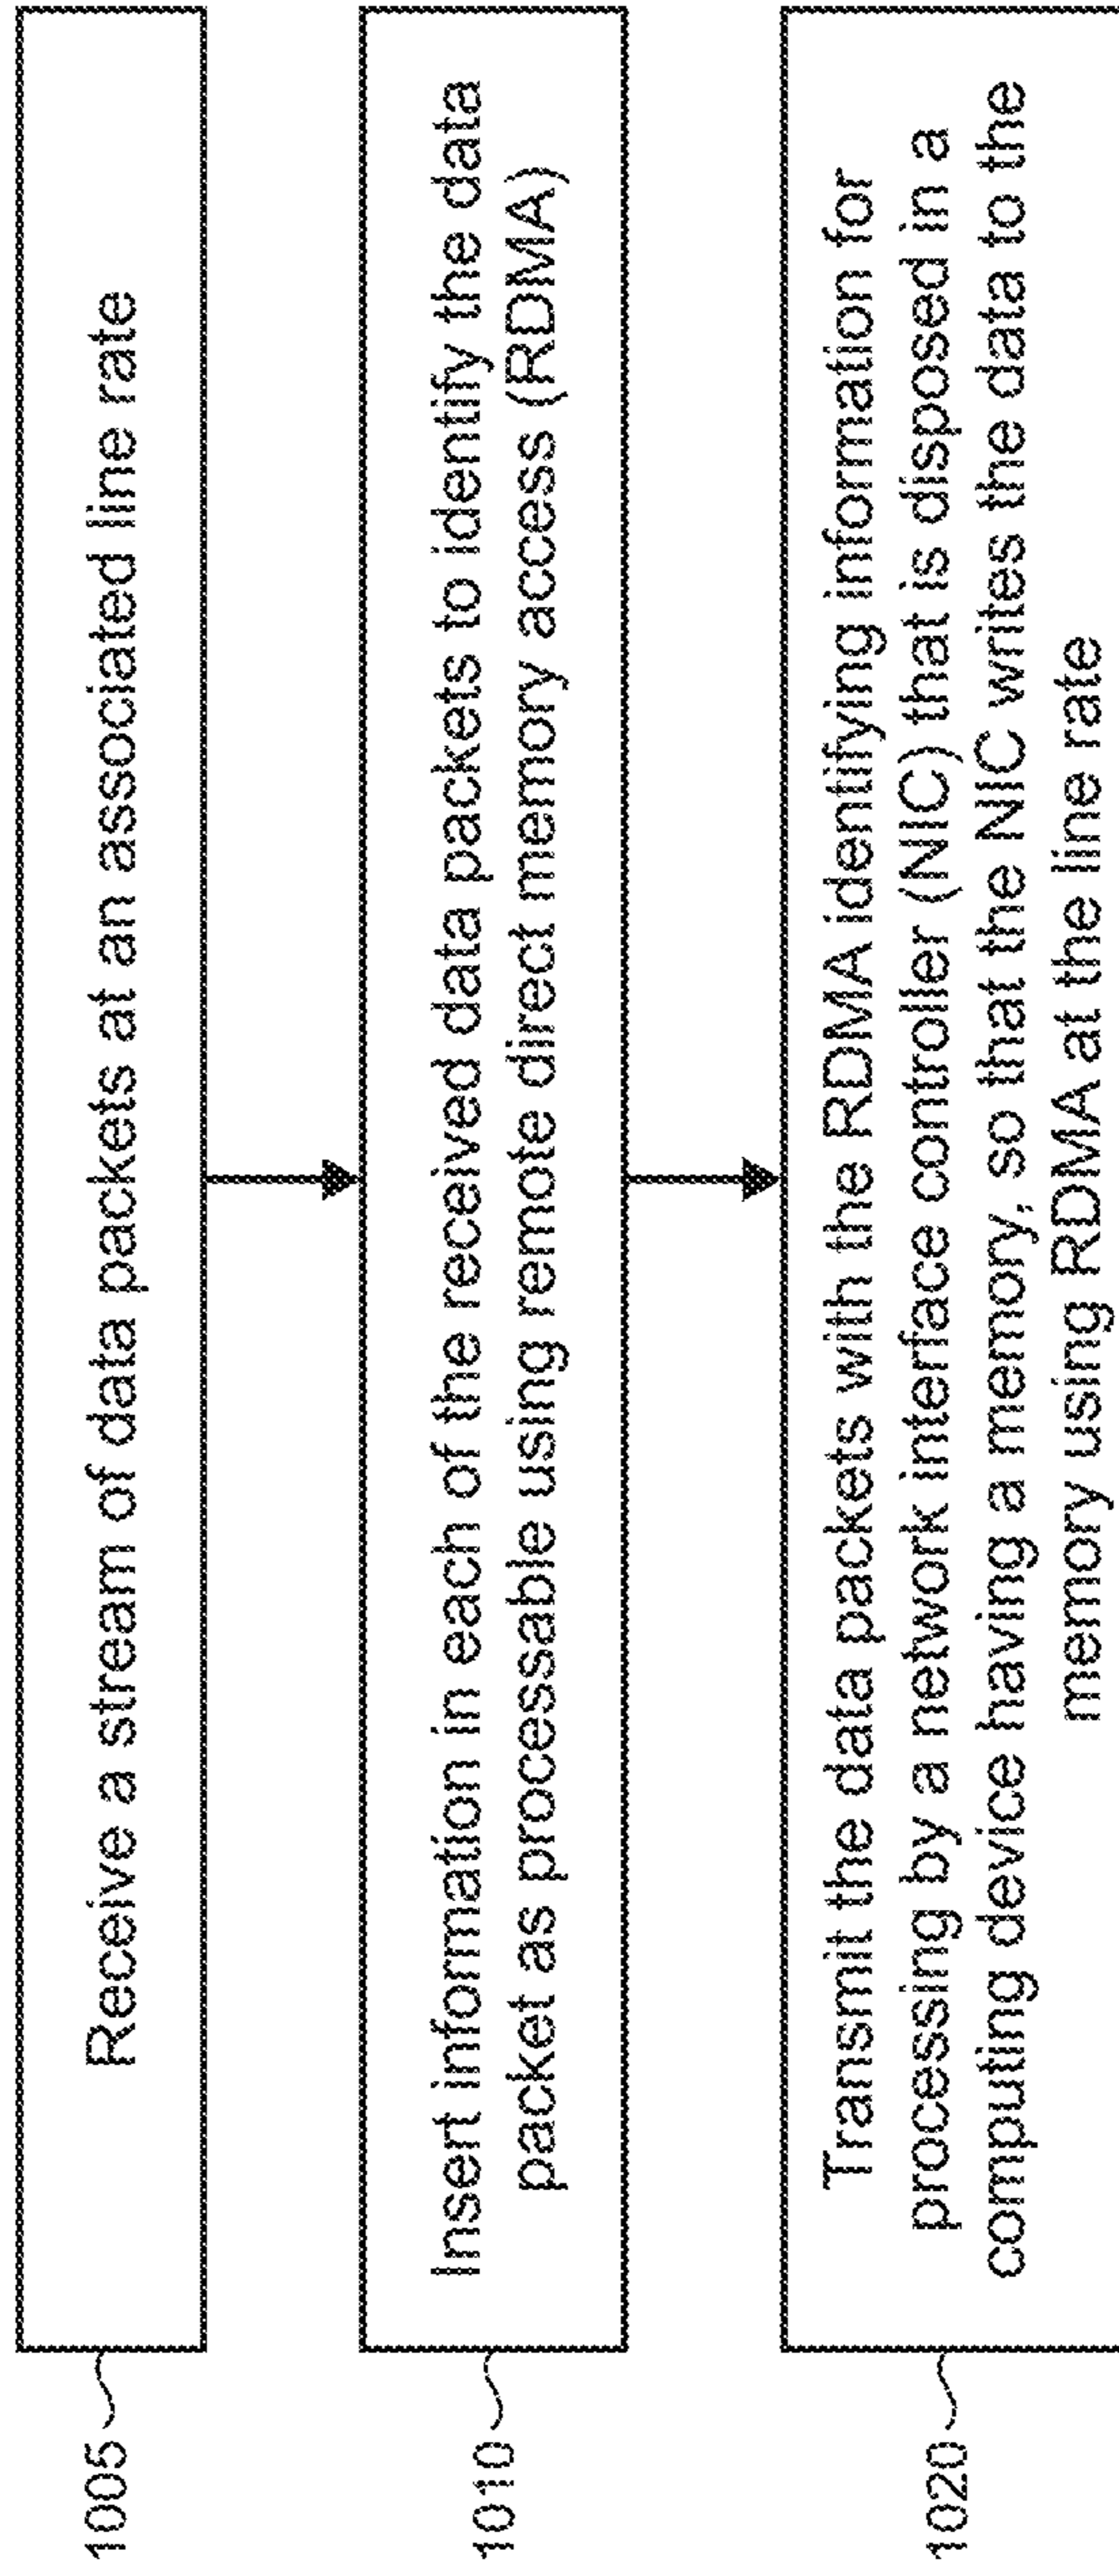 1005
Receive a stream of data packets at an associated line rate
1010
Insert information in each of the received data packets to identify the data
packet as processable using remote direct memory access (RDMA)
1020
Transmit the data packets with the RDMA identifying information for
processing by a network interface controller (NIC) that is disposed in a
computing device having a memory, so that the NIC writes the data to the
memory using RDMA at the line rate